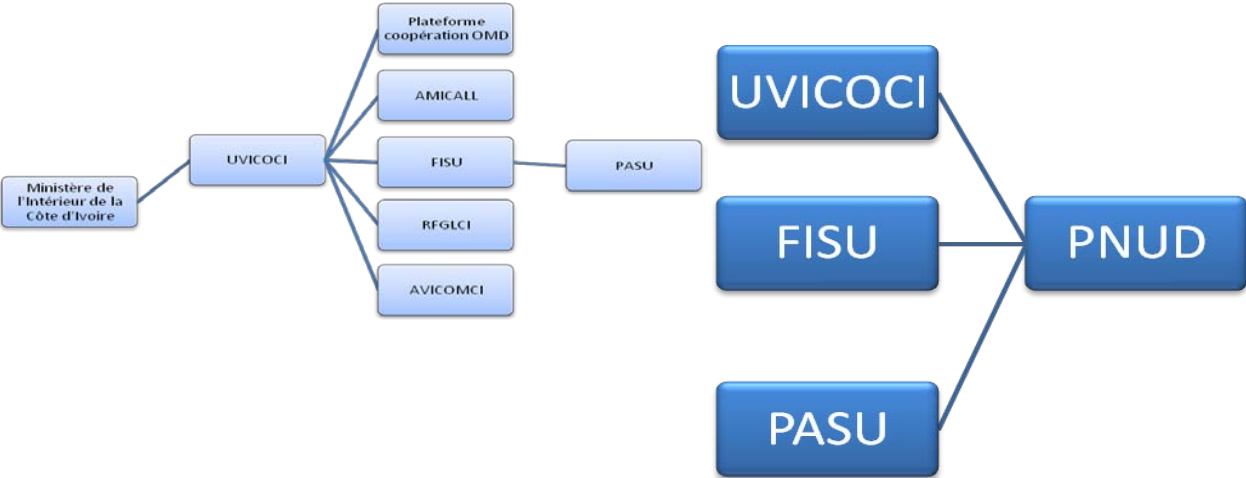 Plateforme
coopération OMD
AMICALL
UVICOCI
FISU
PASU
Ministère de
l'Intérieur de la
Côte d'Ivoire
RFGLCI
AVICOMCI
UVICOCI
FISU
PNUD
PASU